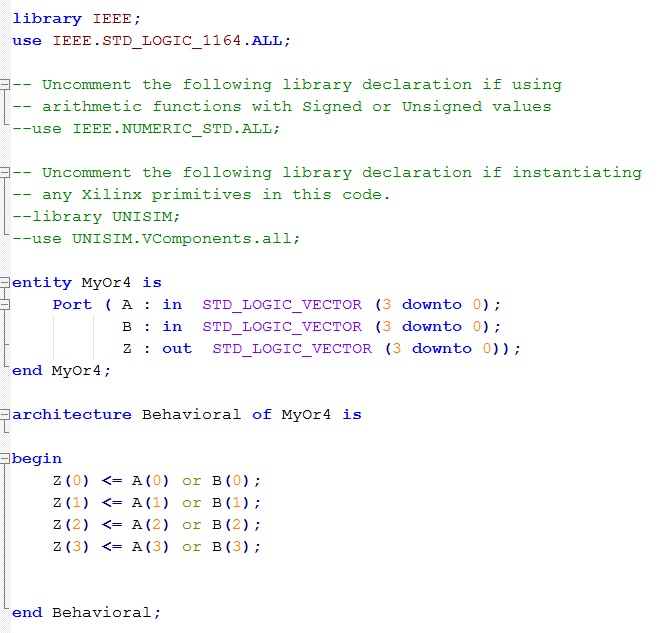 library IEEE;
use IEEE.STD_LOGIC_1164.ALL;
-- Uncomment the following library declaration if using
-- arithmetic functions with Signed or Unsigned values
--use IEEE.NUMERIC_STD.ALL;
-- Uncomment the following library declaration if instantiating
-- any Xilinx primitives in this code.
--library UNISIM;
--use UNISIM.VComponents.all;
entity MyOr4 is
    Port ( A : in  STD_LOGIC_VECTOR (3 downto 0);
           B : in  STD_LOGIC_VECTOR (3 downto 0);
           Z : out  STD_LOGIC_VECTOR (3 downto 0));
end MyOr4;
architecture Behavioral of MyOr4 is
begin
    Z(0) <= A(0) or B(0);
    Z(1) <= A(1) or B(1);
    Z(2) <= A(2) or B(2);
    Z(3) <= A(3) or B(3);
end Behavioral;